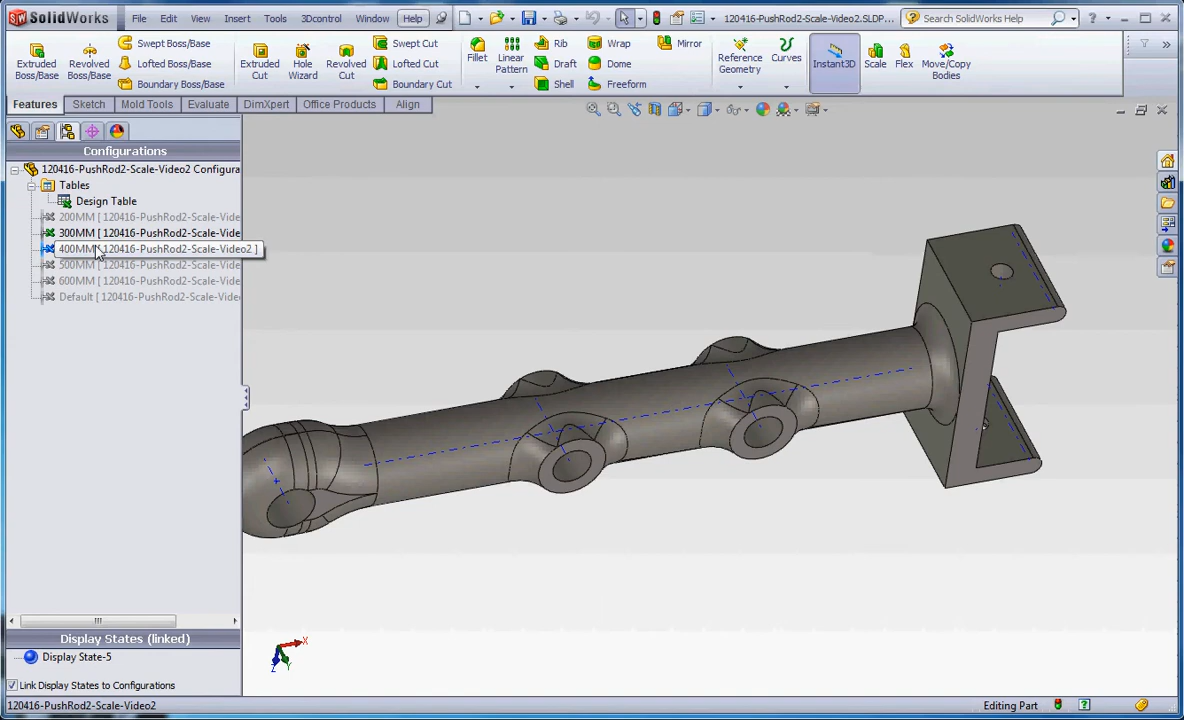 SolidWorks
File Edit View Insert Tools 3Dcontrol Window Help
120416-PushRod2-Scale-Video2.SLDP...
Search SolidWorks Help
Extruded Boss/Base
Revolved Boss/Base
Swept Boss/Base
Lofted Boss/Base
Boundary Boss/Base
Extruded Cut
Hole Wizard
Revolved Cut
Swept Cut
Lofted Cut
Boundary Cut
Fillet
Linear Pattern
Rib
Draft
Shell
Wrap
Dome
Freeform
Mirror
Reference Geometry
Curves
Instant3D
Scale
Flex
Move/Copy Bodies
Features Sketch Mold Tools Evaluate DimXpert Office Products Align
Configurations
120416-PushRod2-Scale-Video2 Configura
Tables
Design Table
200MM [ 120416-PushRod2-Scale-Vide
300MM [ 120416-PushRod2-Scale-Vide
400MM [ 120416-PushRod2-Scale-Video2 ]
500MM [ 120416-PushRod2-Scale-Vide
600MM [ 120416-PushRod2-Scale-Vide
Default [ 120416-PushRod2-Scale-Vide
X
Y
Z
Display States (linked)
Display State-5
Link Display States to Configurations
120416-PushRod2-Scale-Video2
Editing Part